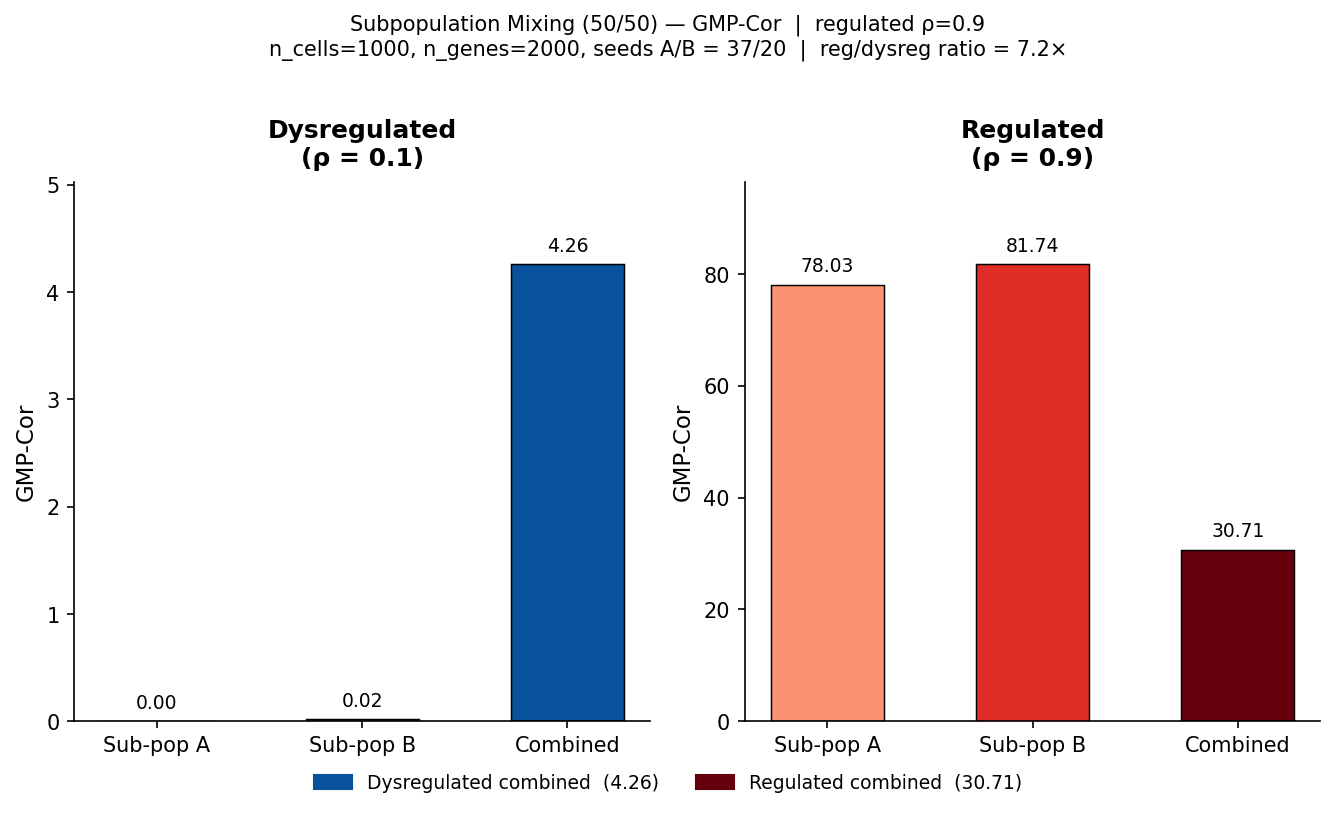 Subpopulation Mixing (50/50) — GMP-Cor  |  regulated ρ=0.9
n_cells=1000, n_genes=2000, seeds A/B = 37/20  |  reg/dysreg ratio = 7.2×
Dysregulated
(ρ = 0.1)
GMP-Cor
5
4
3
2
1
0
0.00
0.02
4.26
Sub-pop A
Sub-pop B
Combined
Regulated
(ρ = 0.9)
GMP-Cor
80
60
40
20
0
78.03
81.74
30.71
Sub-pop A
Sub-pop B
Combined
Dysregulated combined  (4.26)
Regulated combined  (30.71)